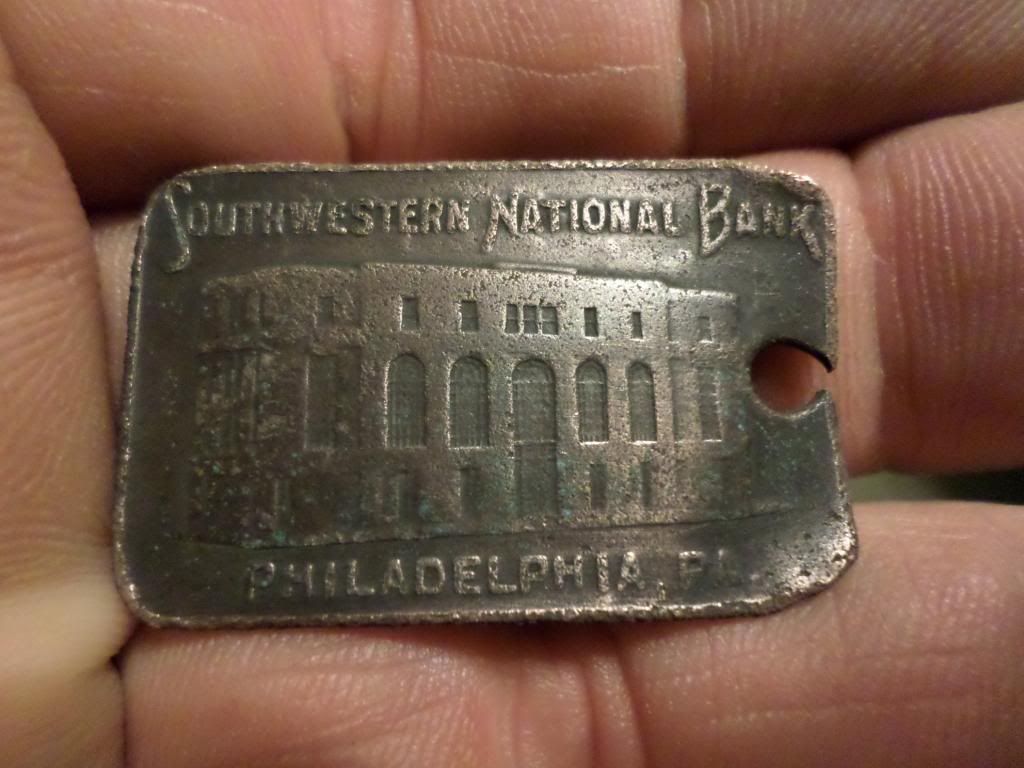 SOUTHWESTERN NATIONAL BANK
PHILADELPHIA, PA.